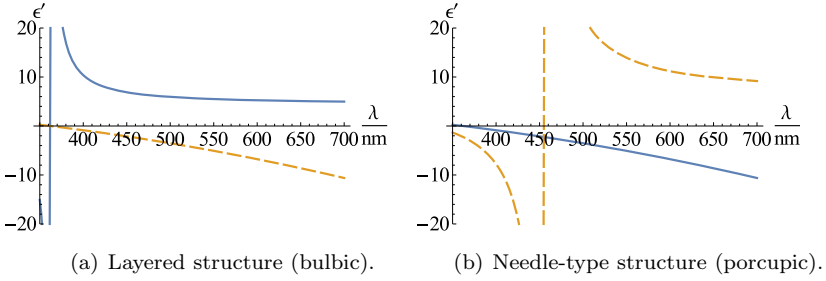 ϵ′
20
10
−10
−20
400 450 500 550 600 650 700
λ
nm
(a) Layered structure (bulbic).
ϵ′
20
10
−10
−20
400 450 500 550 600 650 700
λ
nm
(b) Needle-type structure (porcupic).